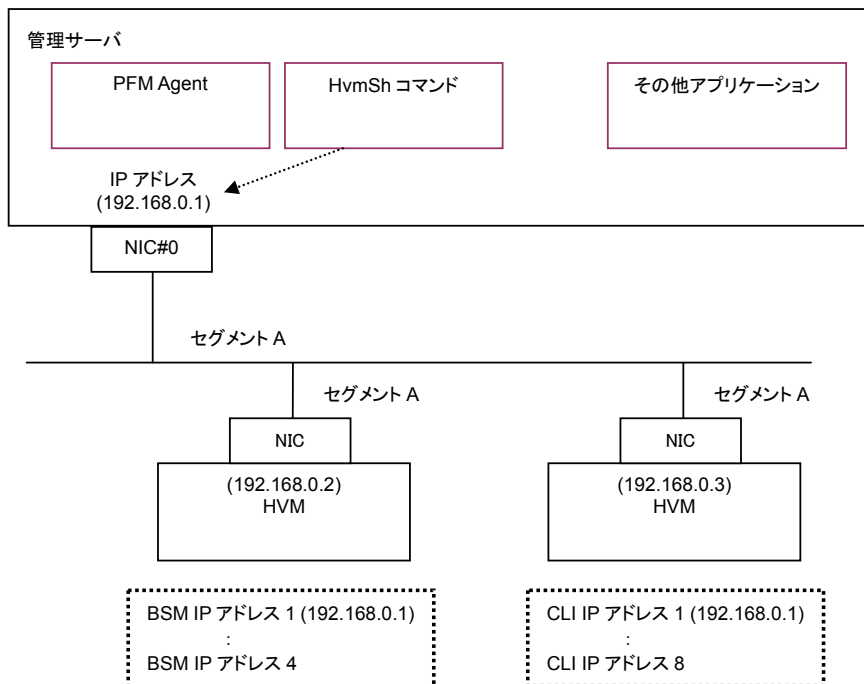 管理サーバ
PFM Agent
HvmSh コマンド
その他アプリケーション
IP アドレス
(192.168.0.1)
NIC#0
セグメント A
セグメント A
セグメント A
NIC
NIC
(192.168.0.2)
HVM
(192.168.0.3)
HVM
BSM IP アドレス 1 (192.168.0.1)
:
BSM IP アドレス 4
CLI IP アドレス 1 (192.168.0.1)
:
CLI IP アドレス 8